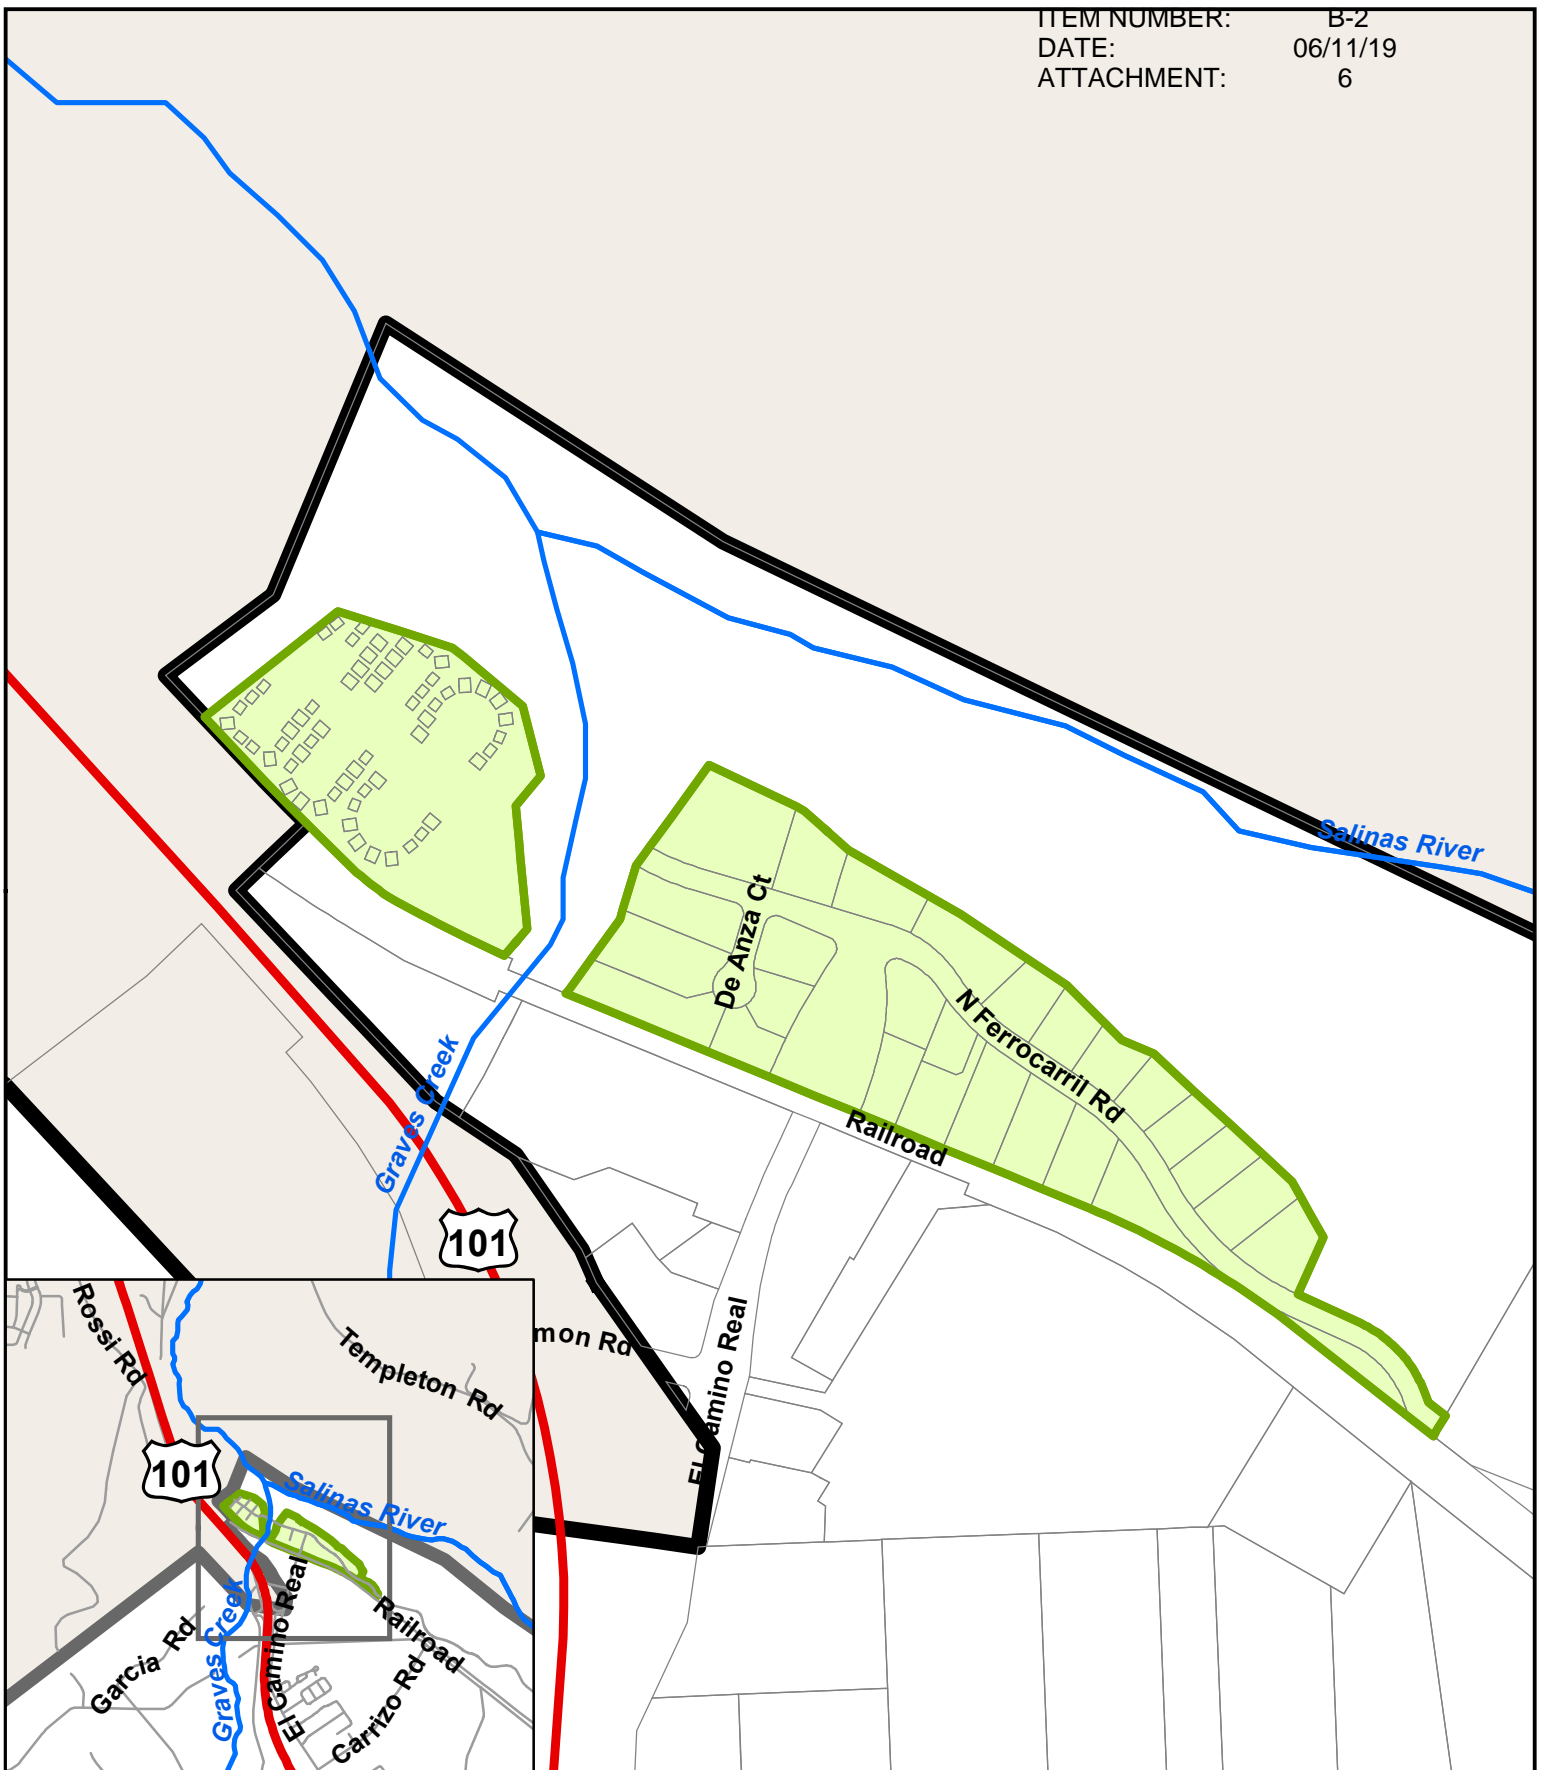 ITEM NUMBER: B-2
DATE: 06/11/19
ATTACHMENT: 6
Salinas River
De Anza Ct
N Ferrocarril Rd
Railroad
Graves Creek
101
mon Rd
El Camino Real
Rossi Rd
Templeton Rd
101
Salinas River
El Camino Real
Railroad
Garcia Rd
Graves Creek
Carrizo Rd